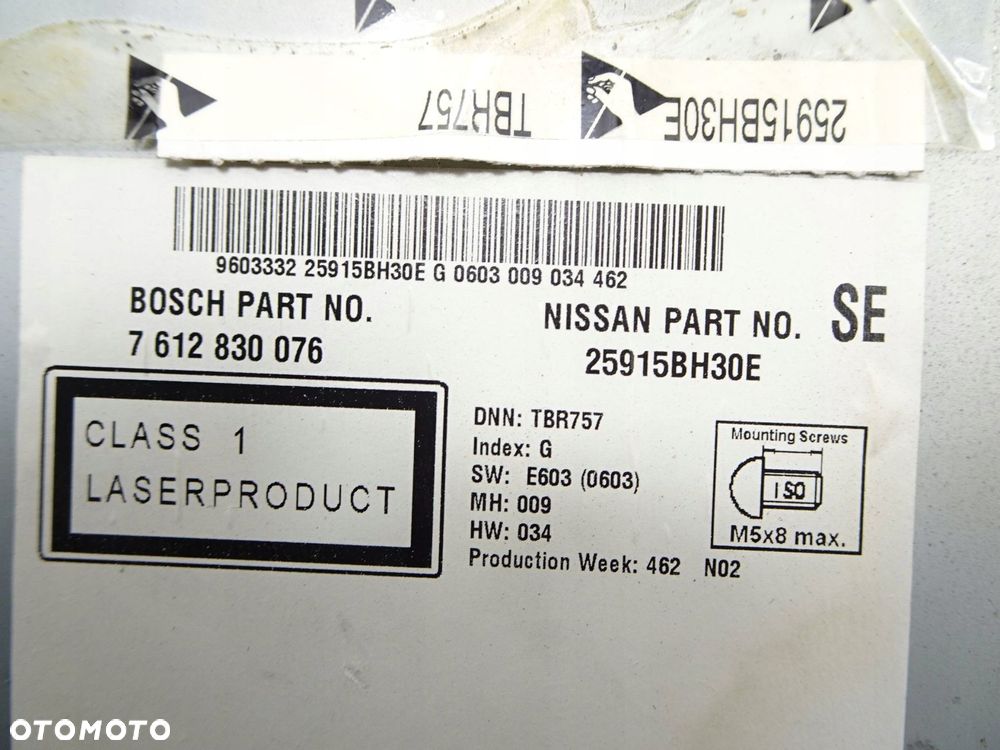 TBR757
25915BH30E
9603332 25915BH30E G 0603 009 034 462
BOSCH PART NO.
7 612 830 076
NISSAN PART NO.
25915BH30E
SE
CLASS 1
LASERPRODUCT
DNN: TBR757
Index: G
SW: E603 (0603)
MH: 009
HW: 034
Production Week: 462 N02
Mounting Screws
ISO
M5x8 max.
OTOMOTO